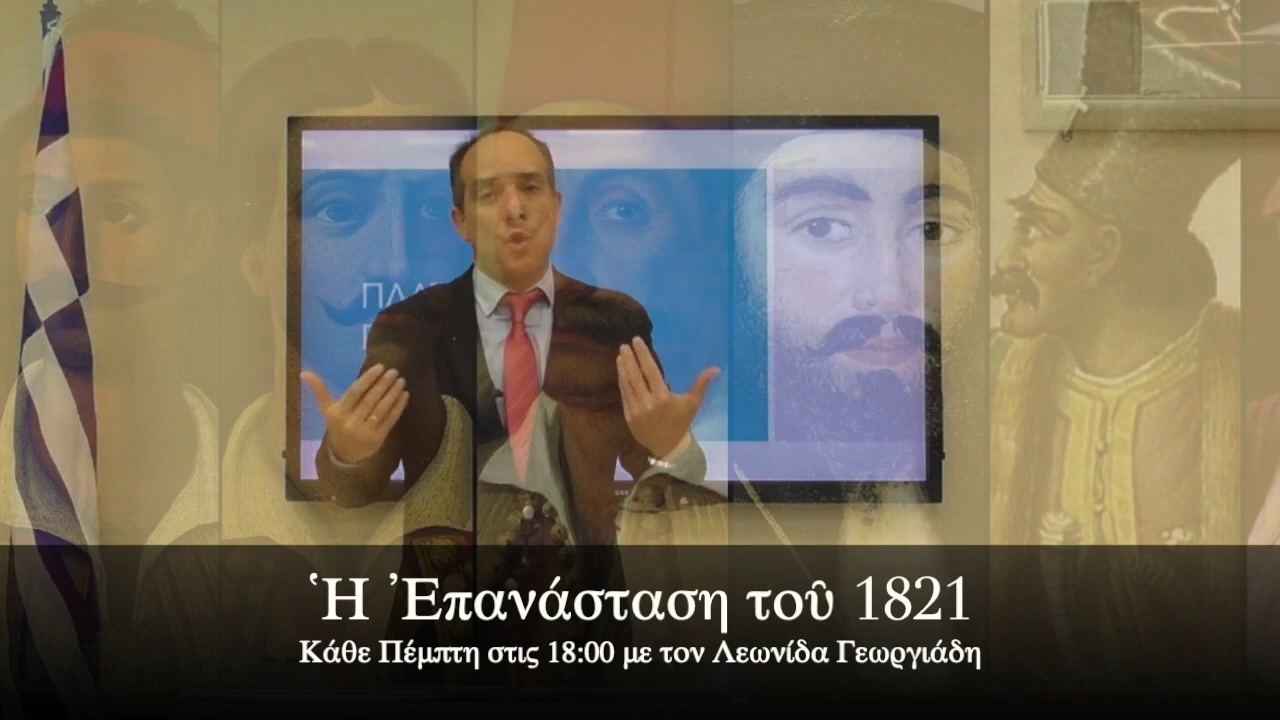 Ἡ Ἐπανάσταση τοῦ 1821
Κάθε Πέμπτη στις 18:00 με τον Λεωνίδα Γεωργιάδη